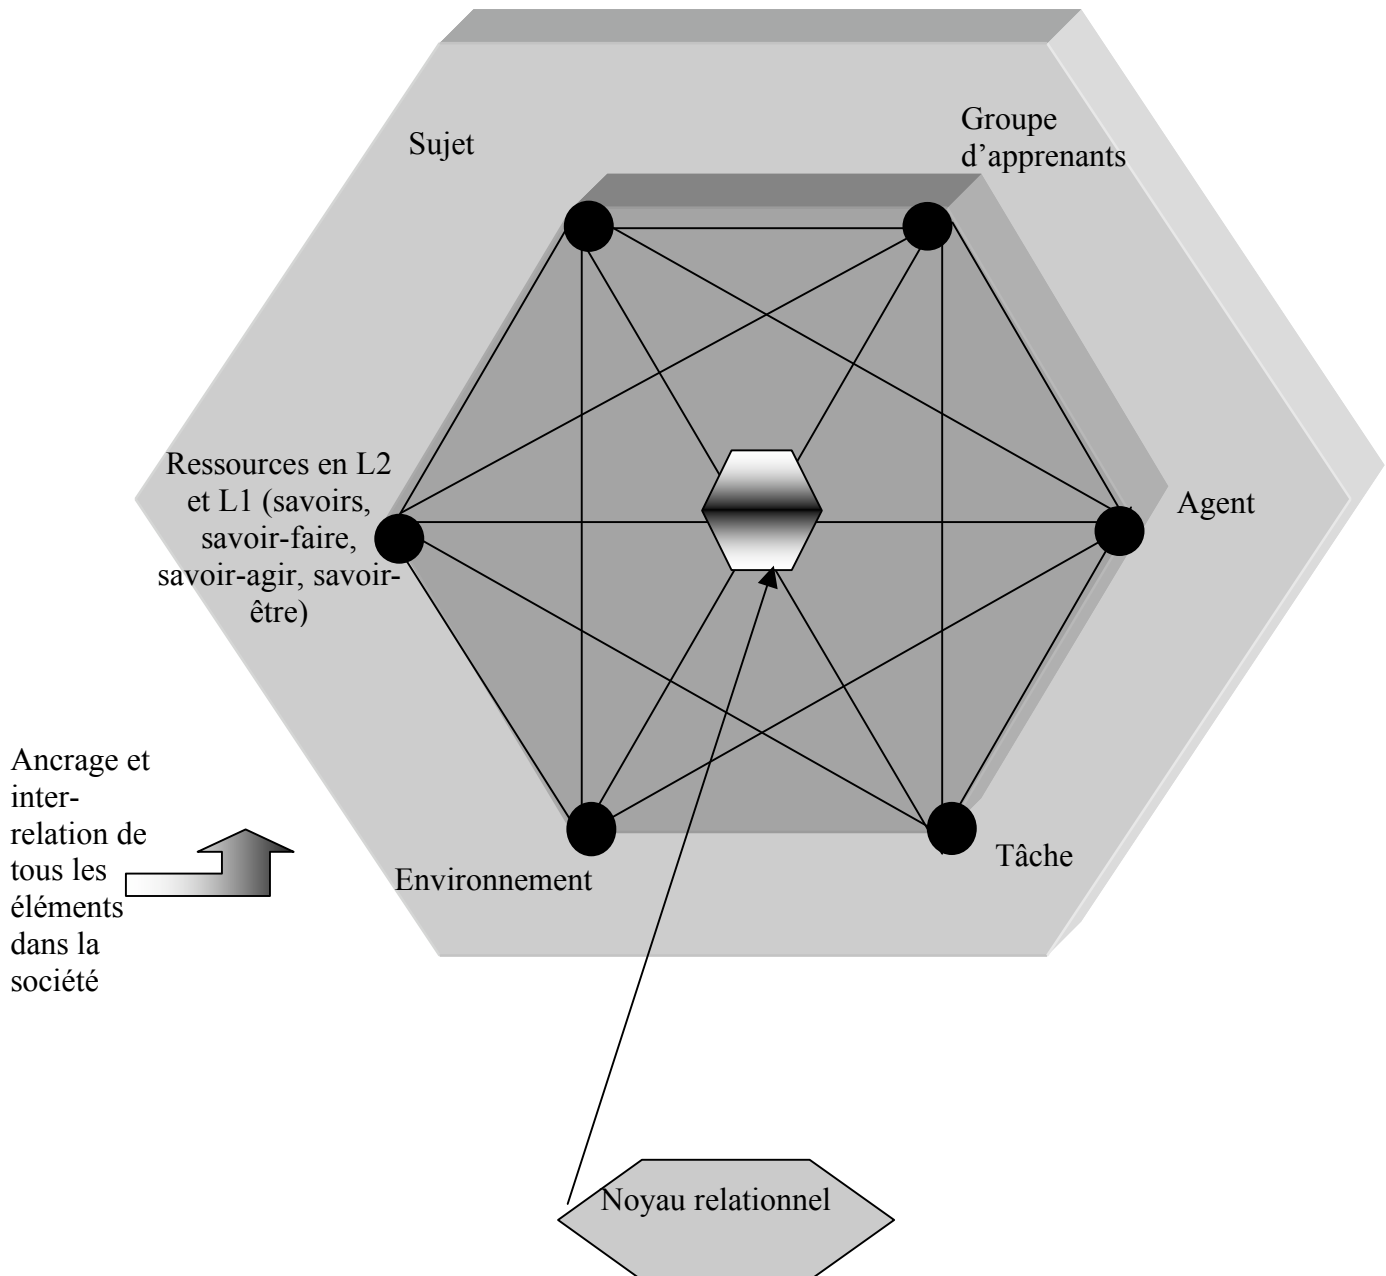 Sujet
Groupe
d’apprenants
Ressources en L2
et L1 (savoirs,
savoir-faire,
savoir-agir, savoir-
être)
Agent
Ancrage et
inter-
relation de
tous les
éléments
dans la
société
Environnement
Tâche
Noyau relationnel